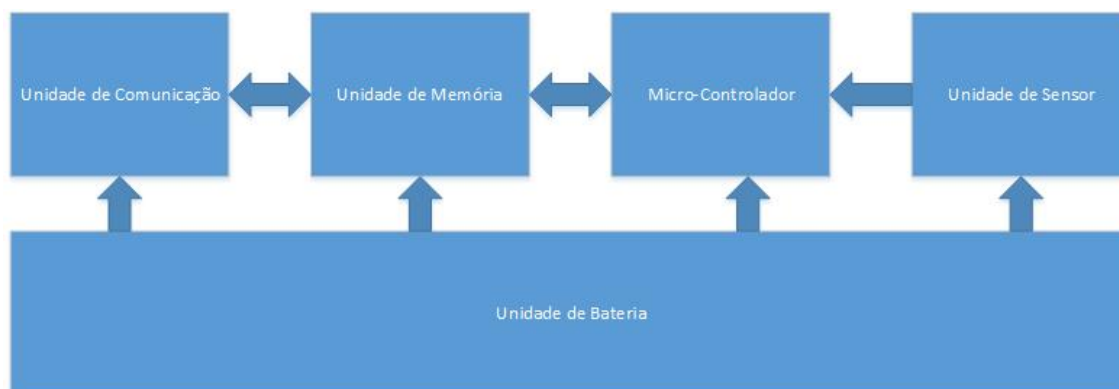 Unidade de Comunicação
Unidade de Memória
Micro-Controlador
Unidade de Sensor
Unidade de Bateria